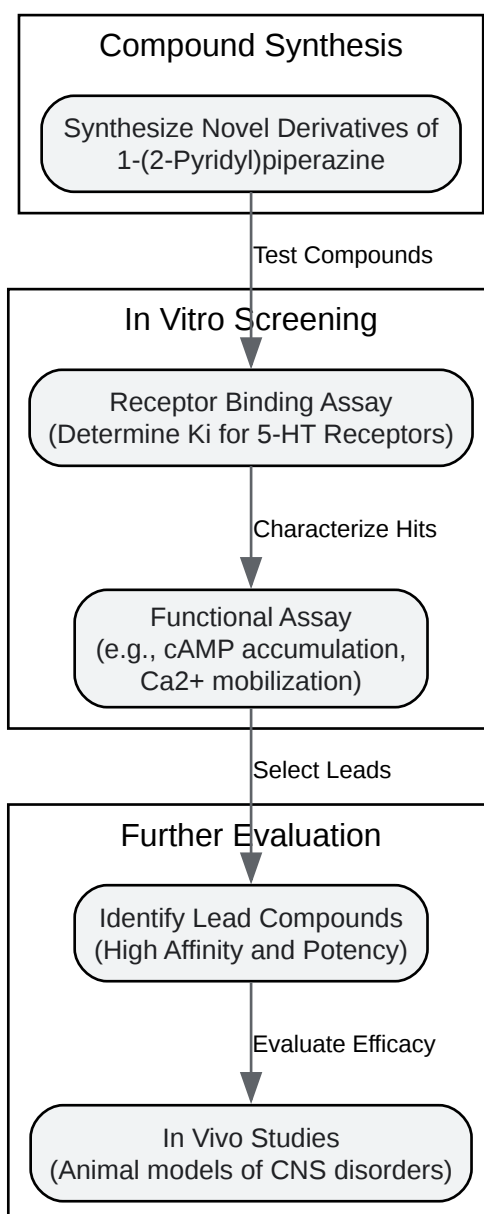 Compound Synthesis
Synthesize Novel Derivatives of
1-(2-Pyridyl)piperazine
Test Compounds
In Vitro Screening
Receptor Binding Assay
(Determine Ki for 5-HT Receptors)
Characterize Hits
Functional Assay
(e.g., cAMP accumulation,
Ca2+ mobilization)
Select Leads
Further Evaluation
Identify Lead Compounds
(High Affinity and Potency)
Evaluate Efficacy
In Vivo Studies
(Animal models of CNS disorders)